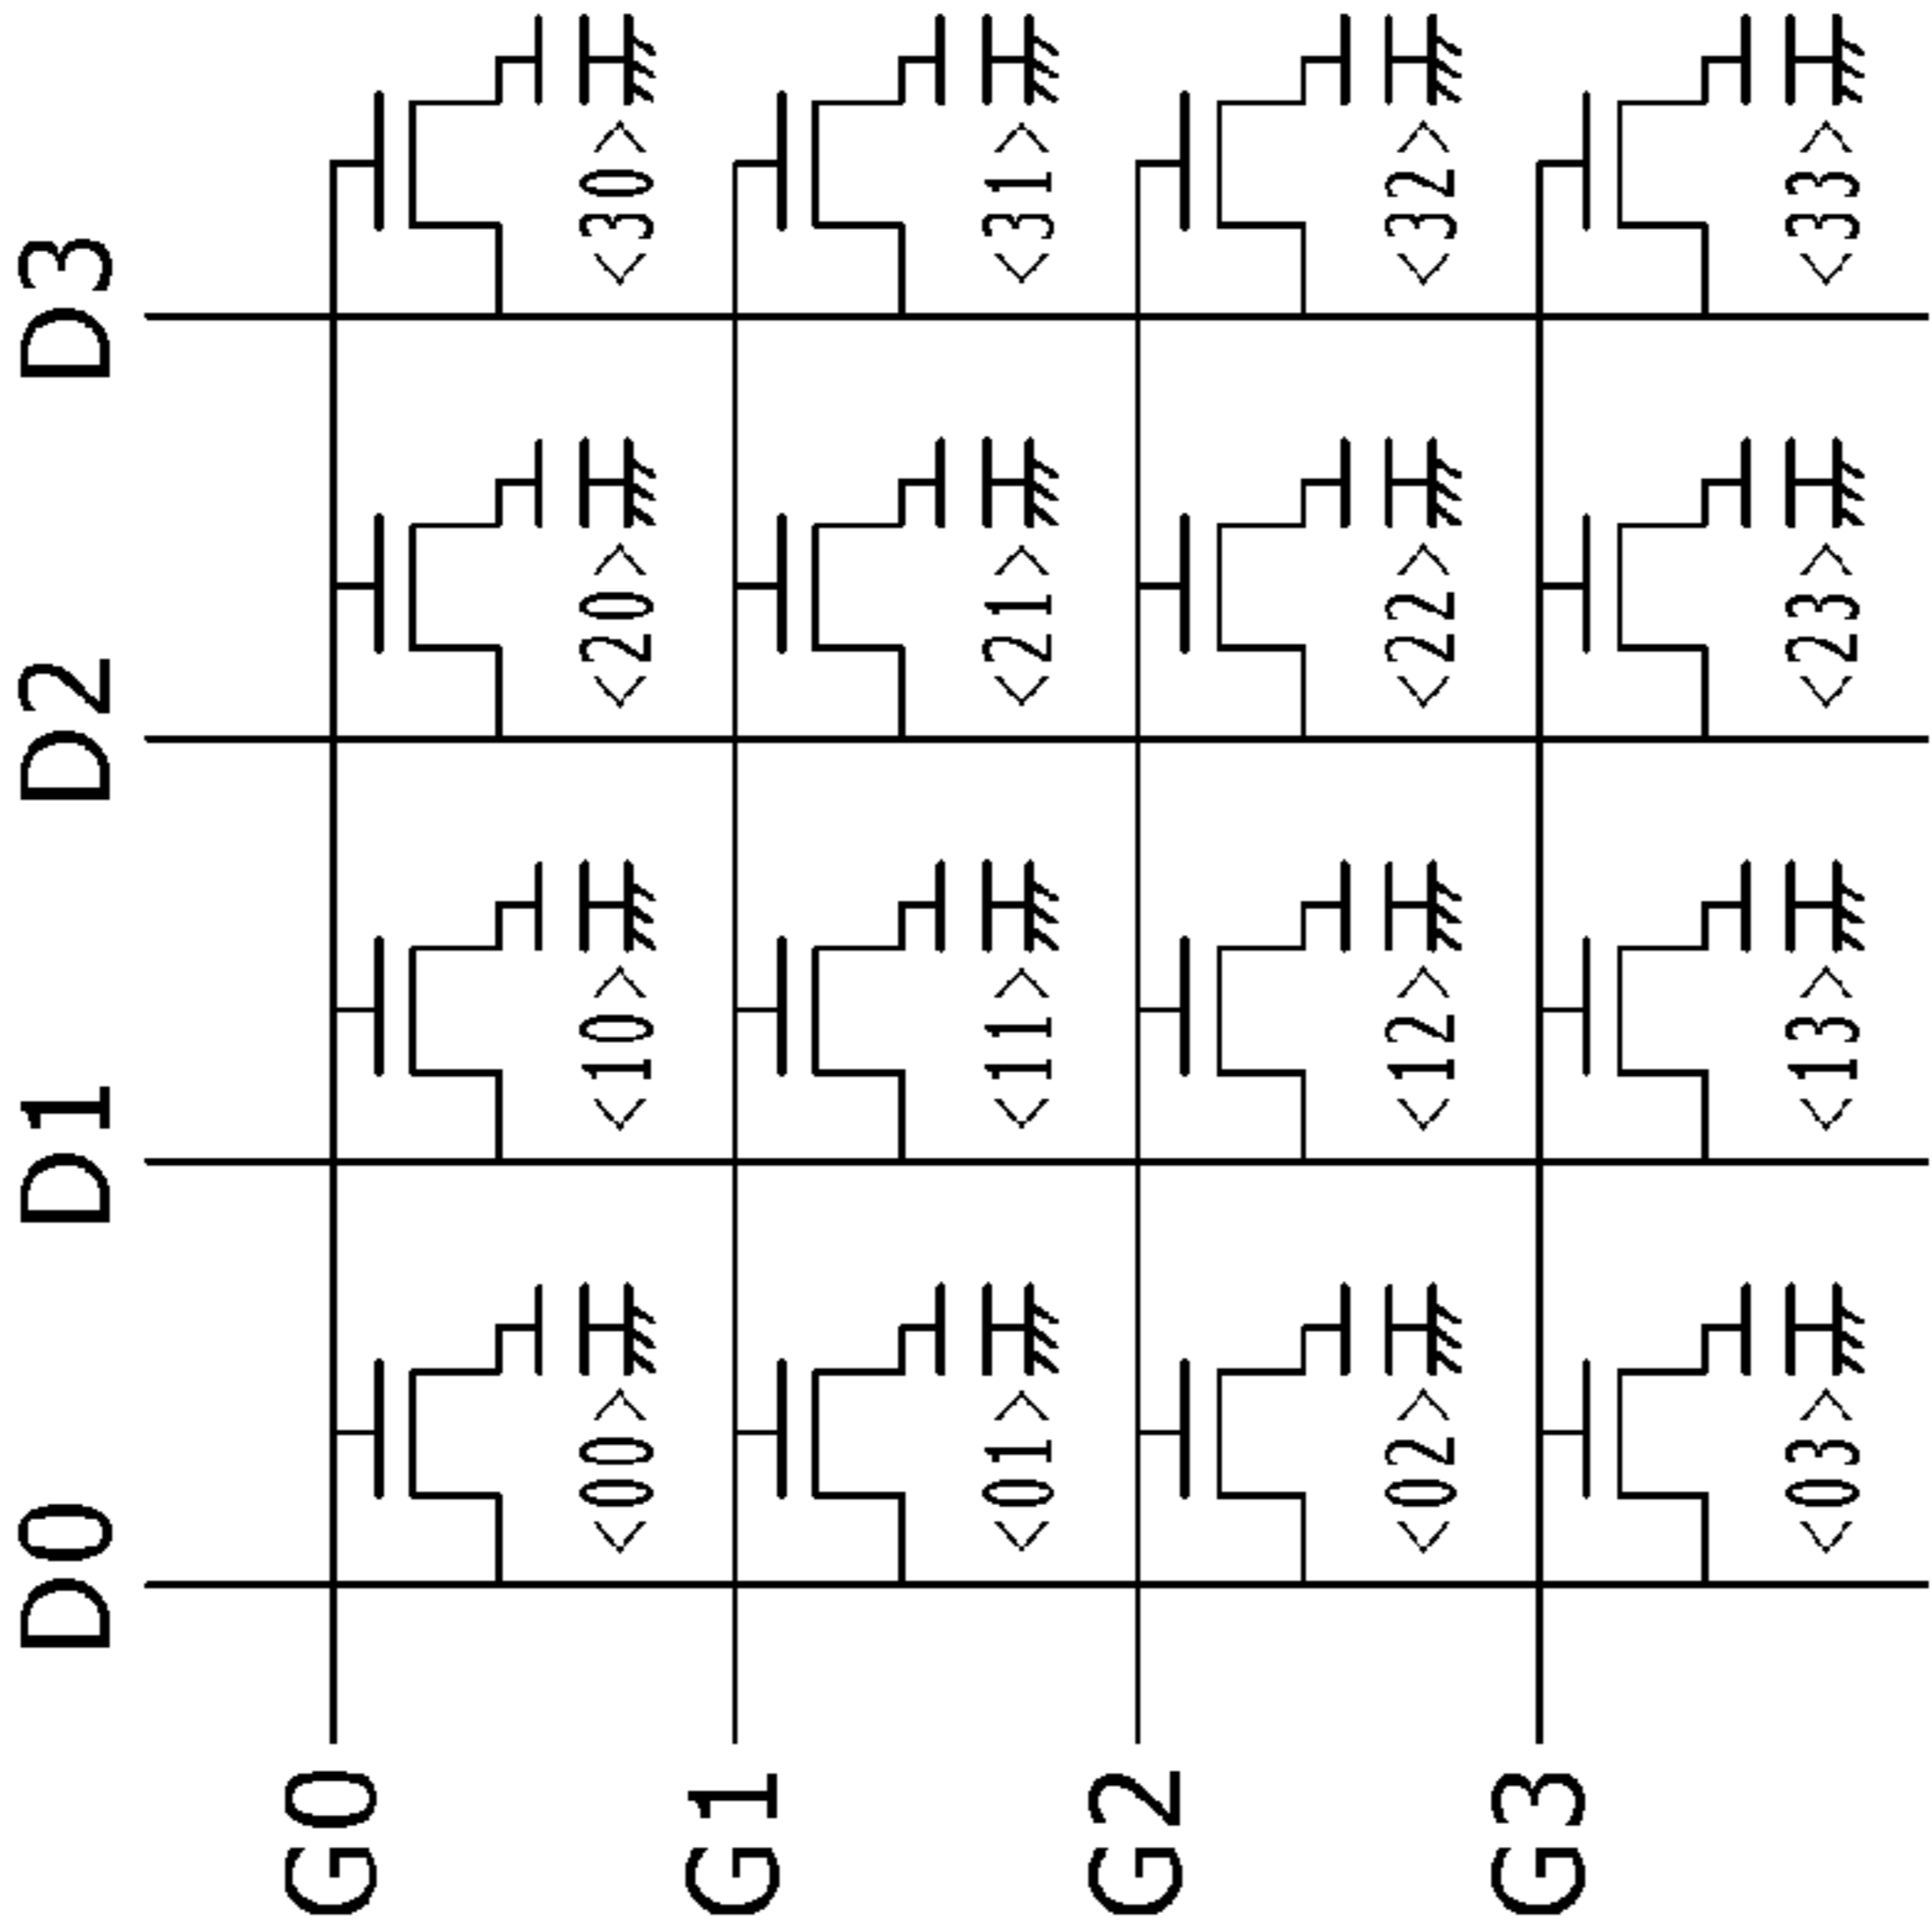 D0 D1 D2 D3
G0
<00> <10> <20> <30>
G1
<01> <11> <21> <31>
G2
<02> <12> <22> <32>
G3
<03> <13> <23> <33>